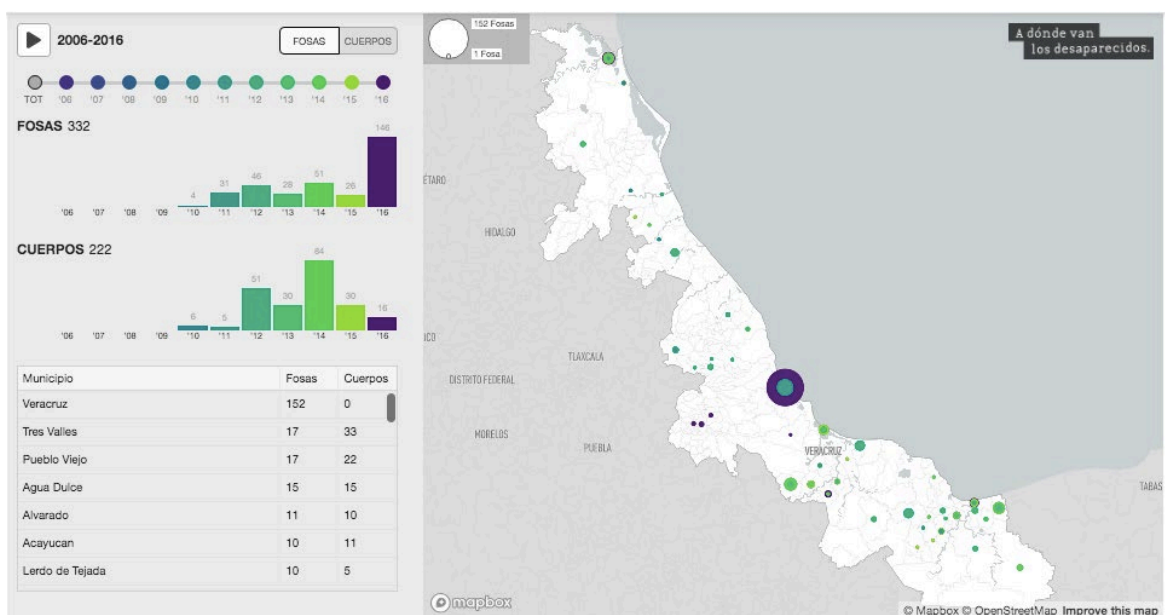 2006-2016
FOSAS CUERPOS
TOT '06 '07 '08 '09 '10 '11 '12 '13 '14 '15 '16
FOSAS 332
4 31 46 28 51 26 146
'06 '07 '08 '09 '10 '11 '12 '13 '14 '15 '16
CUERPOS 222
6 5 51 30 84 30 16
'06 '07 '08 '09 '10 '11 '12 '13 '14 '15 '16
Municipio Fosas Cuerpos
Veracruz 152 0
Tres Valles 17 33
Pueblo Viejo 17 22
Agua Dulce 15 15
Alvarado 11 10
Acayucan 10 11
Lerdo de Tejada 10 5
152 Fosas
1 Fosa
A dónde van
los desaparecidos.
ÉTARO
HIDALGO
ICO
TLAXCALA
DISTRITO FEDERAL
MORELOS
PUEBLA
VERACRUZ
TABAS
mapbox
© Mapbox © OpenStreetMap Improve this map